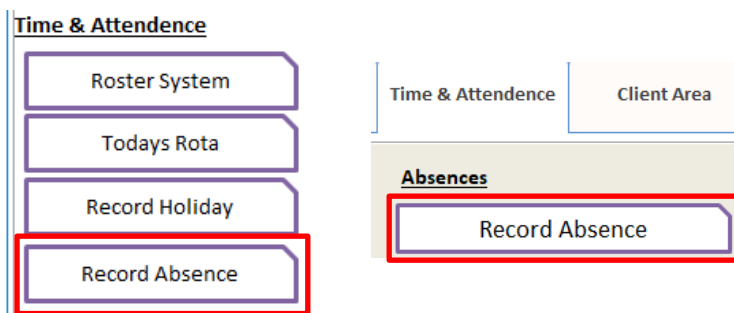 Time & Attendence
Roster System
Todays Rota
Record Holiday
Record Absence
Time & Attendence
Client Area
Absences
Record Absence